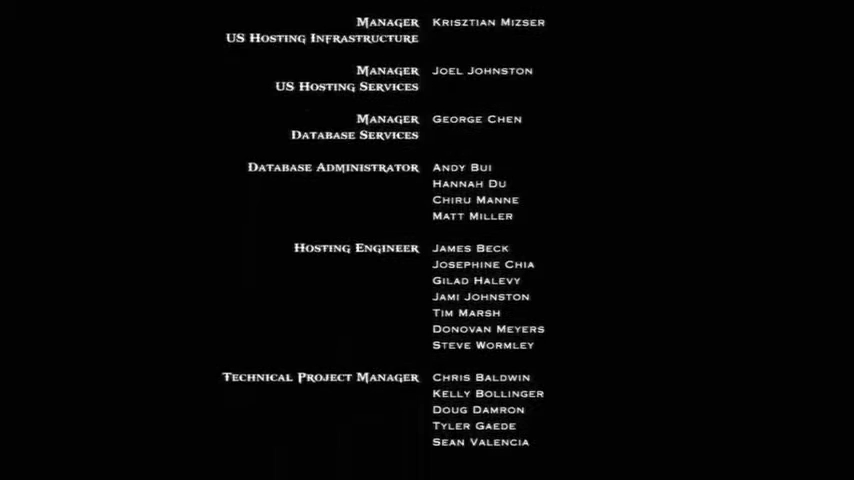 Manager Krisztian Mizser
US Hosting Infrastructure
Manager Joel Johnston
US Hosting Services
Manager George Chen
Database Services
Database Administrator Andy Bui
Hannah Du
Chiru Manne
Matt Miller
Hosting Engineer James Beck
Josephine Chia
Gilad Halevy
Jami Johnston
Tim Marsh
Donovan Meyers
Steve Wormley
Technical Project Manager Chris Baldwin
Kelly Bollinger
Doug Damron
Tyler Gaede
Sean Valencia